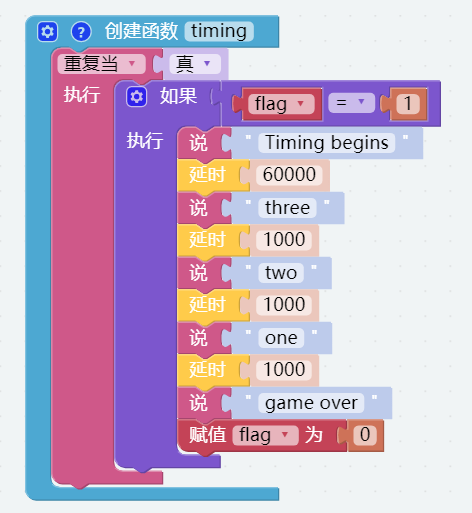 ? 创建函数 timing
重复当 真
执行 如果 flag = 1
执行 说 " Timing begins "
延时 60000
说 " three "
延时 1000
说 " two "
延时 1000
说 " one "
延时 1000
说 " game over "
赋值 flag 为 0